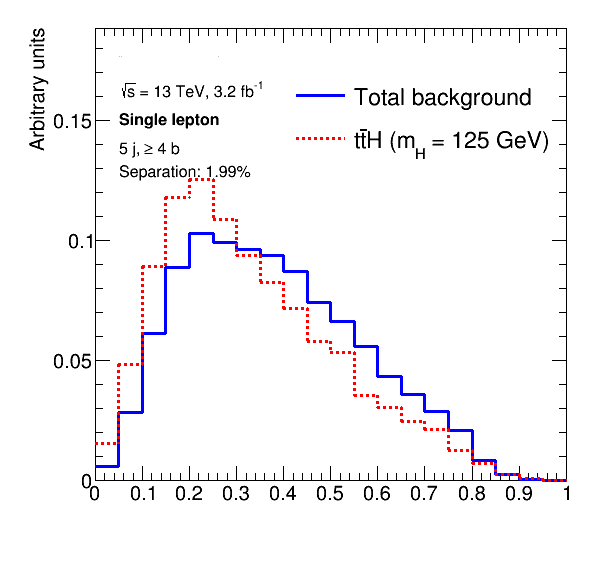 Arbitrary units
√s = 13 TeV, 3.2 fb⁻¹
Single lepton
5 j, ≥ 4 b
Separation: 1.99%
Total background
tt̄H (m_H = 125 GeV)
0.15
0.1
0.05
0
0 0.1 0.2 0.3 0.4 0.5 0.6 0.7 0.8 0.9 1